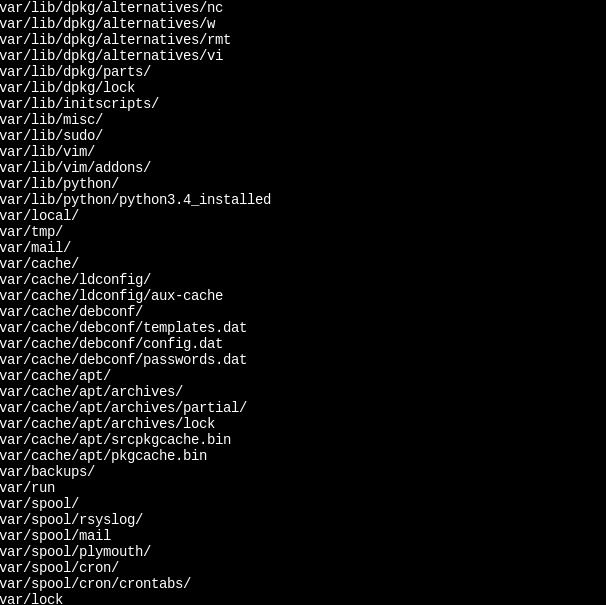 var/lib/dpkg/alternatives/nc
var/lib/dpkg/alternatives/w
var/lib/dpkg/alternatives/rmt
var/lib/dpkg/alternatives/vi
var/lib/dpkg/parts/
var/lib/dpkg/lock
var/lib/initscripts/
var/lib/misc/
var/lib/sudo/
var/lib/vim/
var/lib/vim/addons/
var/lib/python/
var/lib/python/python3.4_installed
var/local/
var/tmp/
var/mail/
var/cache/
var/cache/ldconfig/
var/cache/ldconfig/aux-cache
var/cache/debconf/
var/cache/debconf/templates.dat
var/cache/debconf/config.dat
var/cache/debconf/passwords.dat
var/cache/apt/
var/cache/apt/archives/
var/cache/apt/archives/partial/
var/cache/apt/archives/lock
var/cache/apt/srcpkgcache.bin
var/cache/apt/pkgcache.bin
var/backups/
var/run
var/spool/
var/spool/rsyslog/
var/spool/mail
var/spool/plymouth/
var/spool/cron/
var/spool/cron/crontabs/
var/lock